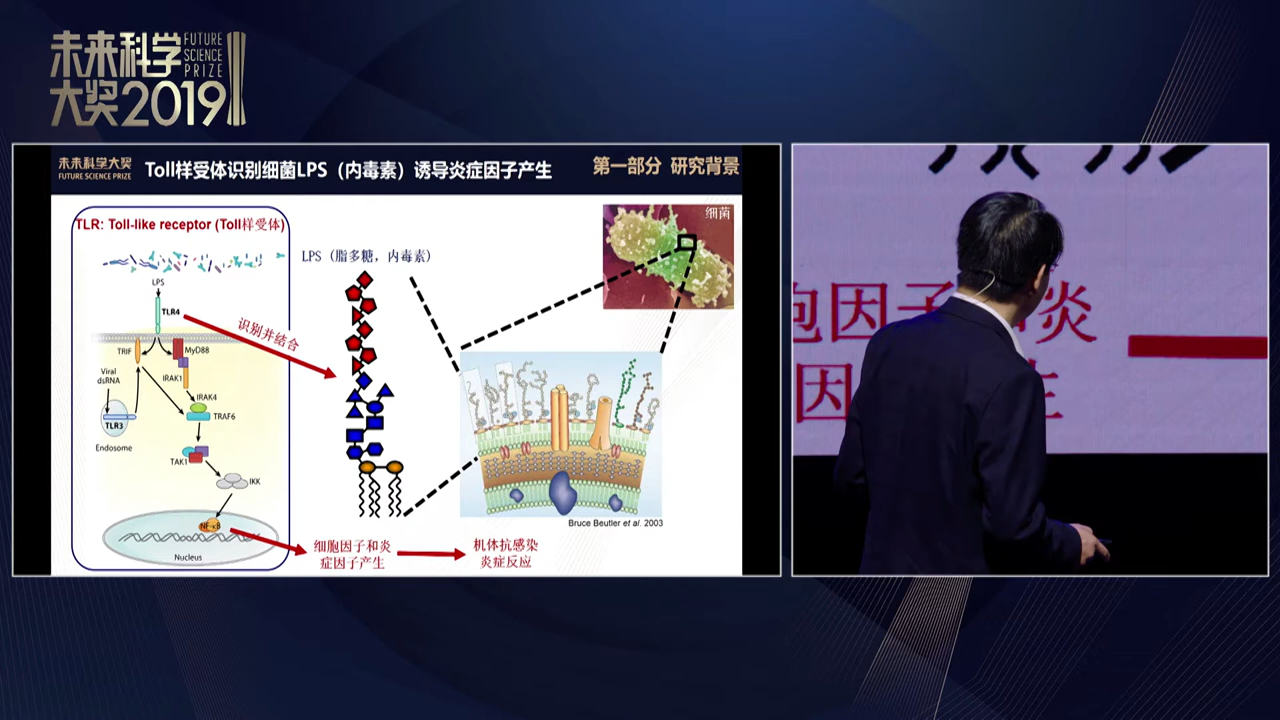 未来科学
大奖2019
FUTURE
SCIENCE
PRIZE
未来科学大奖
FUTURE SCIENCE PRIZE
Toll样受体识别细菌LPS（内毒素）诱导炎症因子产生
第一部分 研究背景
TLR: Toll-like receptor (Toll样受体)
LPS
TLR4
TRIF
MyD88
IRAK1
Viral
dsRNA
IRAK4
TRAF6
TLR3
Endosome
TAK1
IKK
NF-κB
Nucleus
LPS（脂多糖，内毒素）
识别并结合
细菌
Bruce Beutler et al. 2003
细胞因子和炎
症因子产生
机体抗感染
炎症反应
胞因子
炎
因